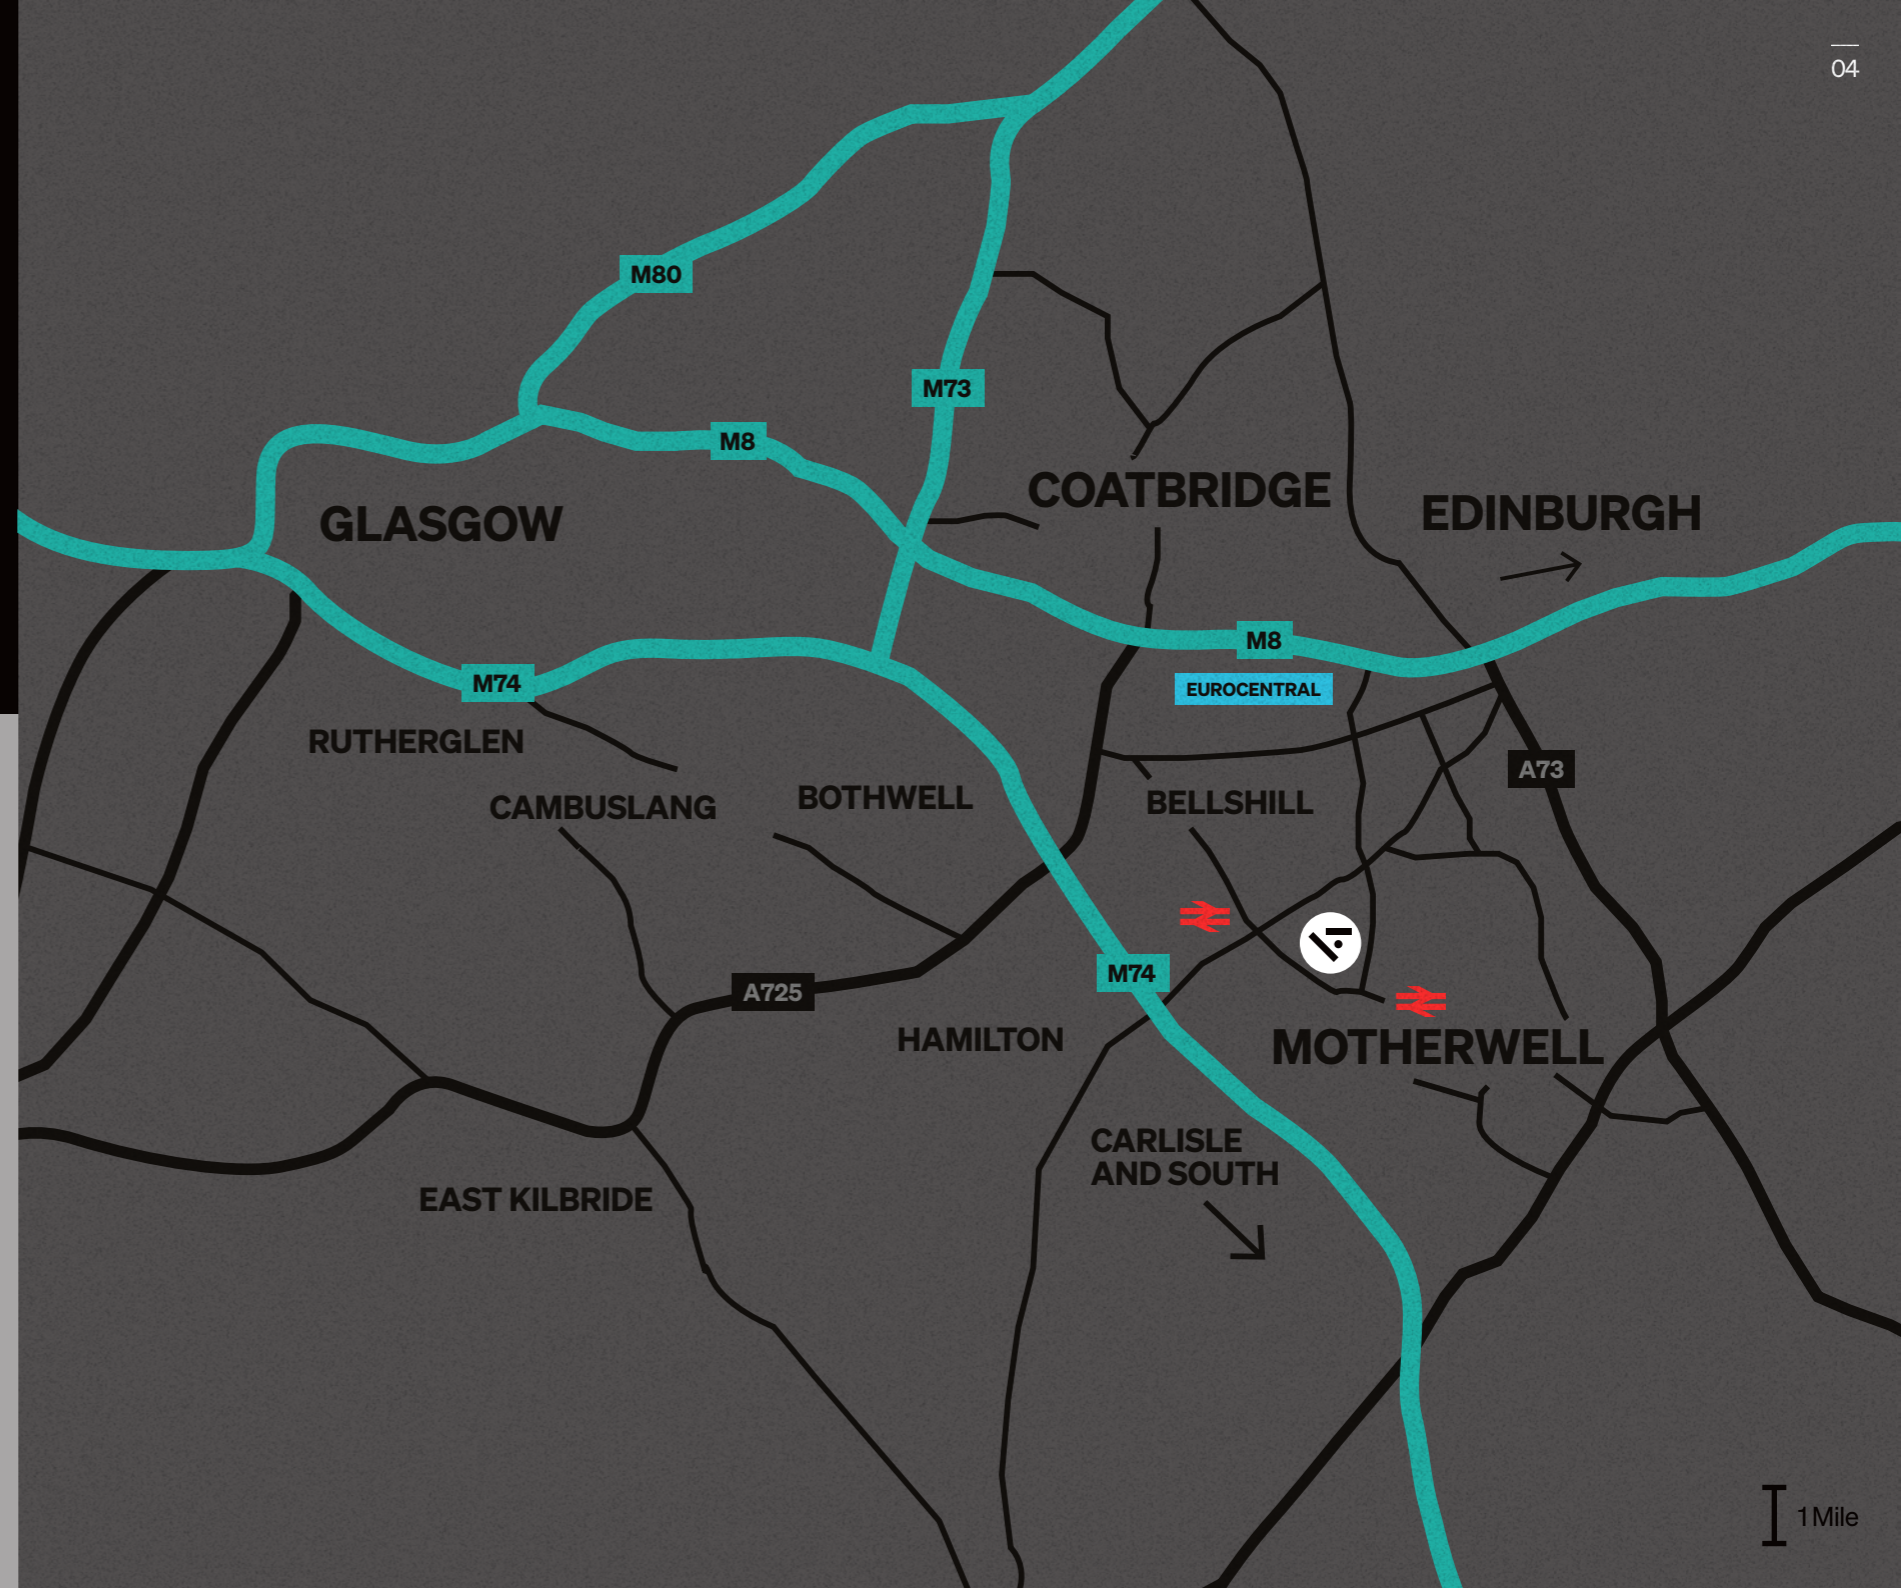 04
M80
M73
M8
COATBRIDGE
GLASGOW
EDINBURGH
M8
M74
EUROCENTRAL
RUTHERGLEN
A73
BOTHWELL
BELLSHILL
CAMBUSLANG
M74
A725
HAMILTON
MOTHERWELL
CARLISLE
AND SOUTH
EAST KILBRIDE
1 Mile